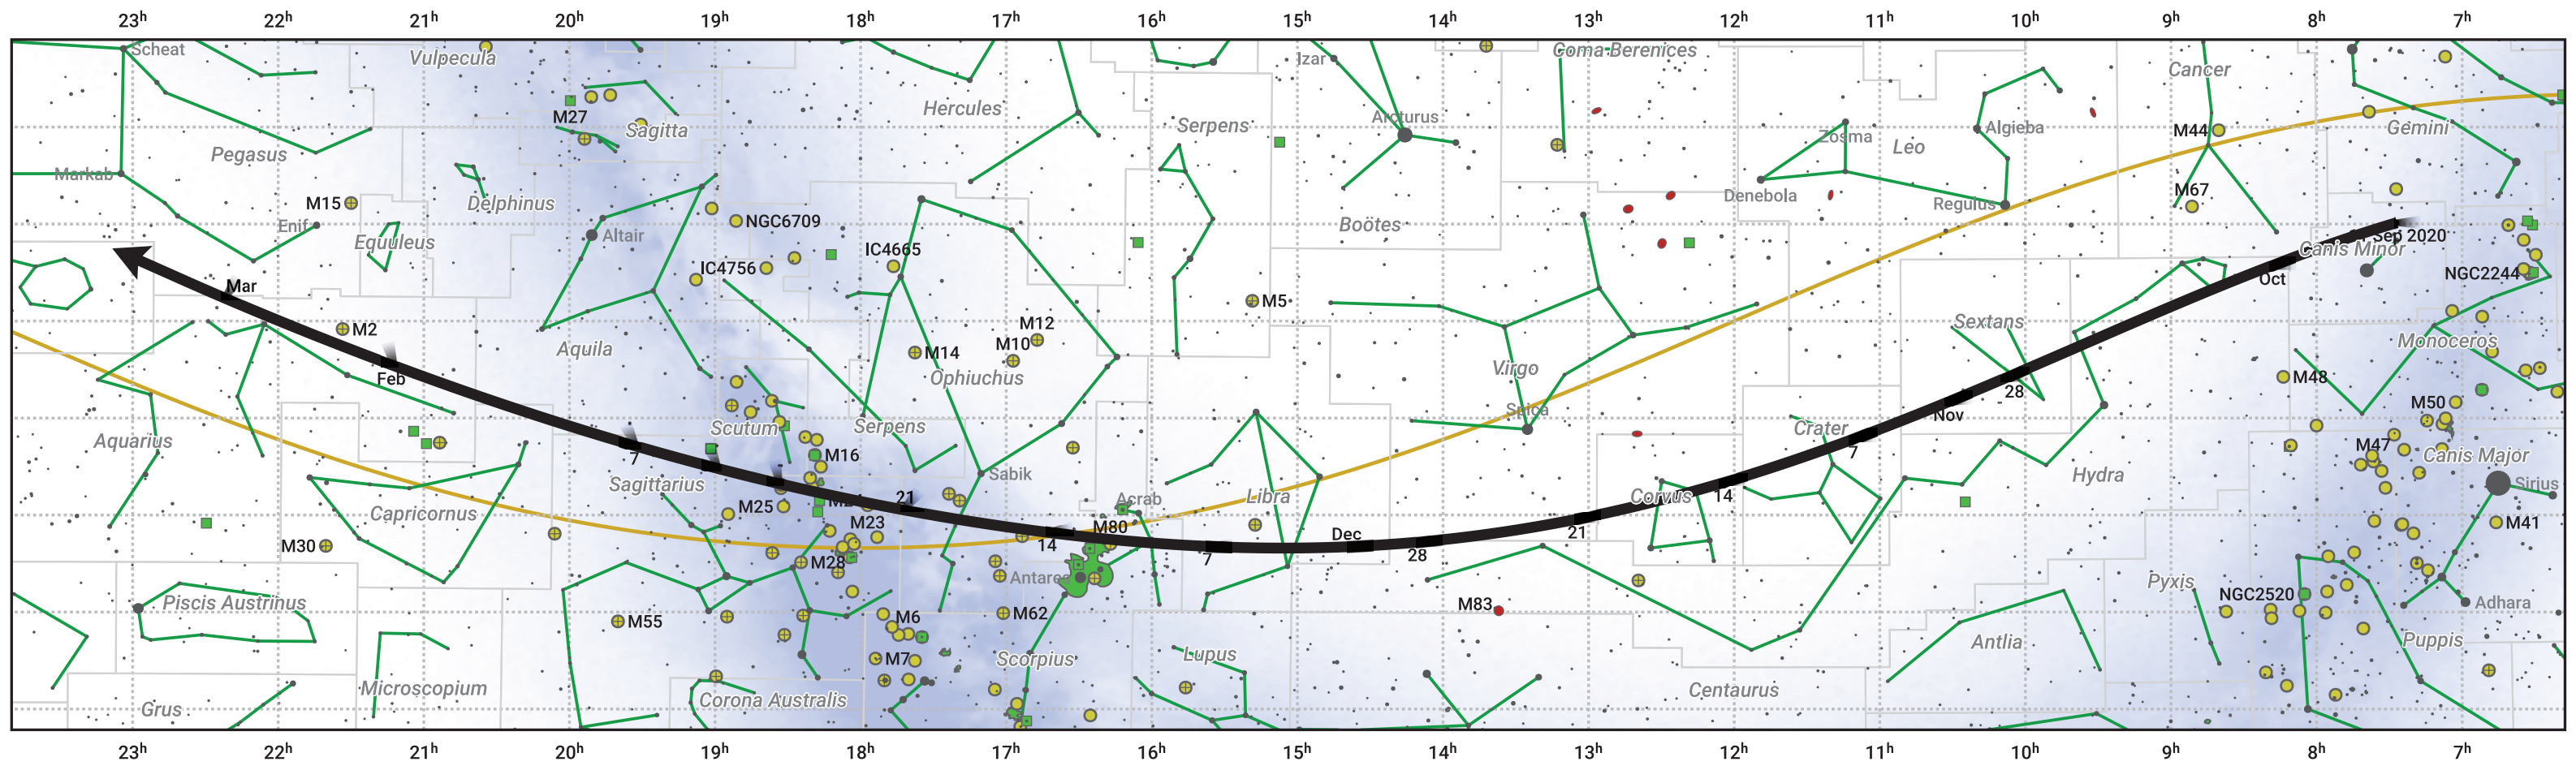 23h 22h 21h 20h 19h 18h 17h 16h 15h 14h 13h 12h 11h 10h 9h 8h 7h
Scheat
Vulpecula
Izar
Coma Berenices
Cancer
M27
Sagitta
Hercules
Serpens
Arcturus
Zosma
Algieba
Leo
M44
Gemini
Pegasus
Markab
M15
Delphinus
Denebola
Regulus
M67
Enif
Equuleus
Altair
NGC6709
IC4665
Boötes
Sep 2020
Canis Minor
IC4756
NGC2244
Oct
Mar
M2
M5
M12
M10
M14
Sextans
Monoceros
Aquila
Ophiuchus
Virgo
Feb
M48
28
Spica
Nov
M50
Aquarius
Scutum
Serpens
Crater
M47
7
7
M16
Sabik
Hydra
Canis Major
Sirius
Sagittarius
Capricornus
M25
21
Acrab
Libra
Corvus
14
M23
M80
M41
M30
14
7
Dec
28
21
M28
Antares
Pyxis
NGC2520
Piscis Austrinus
M55
M6
M62
M83
Adhara
Antlia
Puppis
Microscopium
M7
Scorpius
Lupus
Grus
Corona Australis
Centaurus
23h 22h 21h 20h 19h 18h 17h 16h 15h 14h 13h 12h 11h 10h 9h 8h 7h